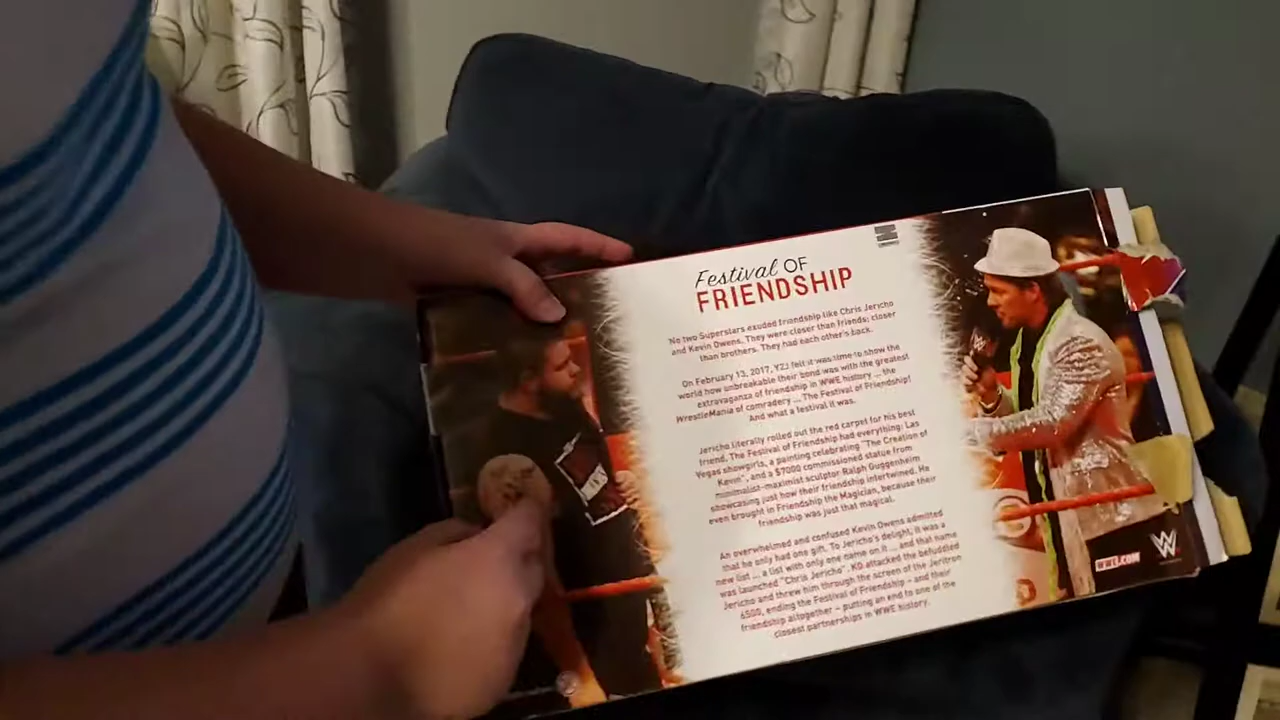 Festival OF
FRIENDSHIP
No two Superstars exuded friendship like Chris Jericho
and Kevin Owens. They were closer than friends; closer
than brothers. They had each other's back.
On February 13, 2017, Y2J felt it was time to show the
world how unbreakable their bond was with the greatest
extravaganza of friendship in WWE history ... the
WrestleMania of comradery ... The Festival of Friendship!
And what a festival it was.
Jericho literally rolled out the red carpet for his best
friend. The Festival of Friendship had everything: Las
Vegas showgirls, a painting celebrating "The Creation of
Kevin", and a $7000 commissioned statue from
minimalist-maximist sculptor Ralph Guggenheim
showcasing just how their friendship intertwined. He
even brought in Friendship the Magician, because their
friendship was just that magical.
An overwhelmed and confused Kevin Owens admitted
that he only had one gift. To Jericho's delight, it was a
new list ... a list with only one name on it ... and that name
was launched "Chris Jericho". KO attacked the befuddled
Jericho and threw him through the screen of the Jeritron
6500, ending the Festival of Friendship – and their
friendship altogether – putting an end to one of the
closest partnerships in WWE history.
WWE.COM
W